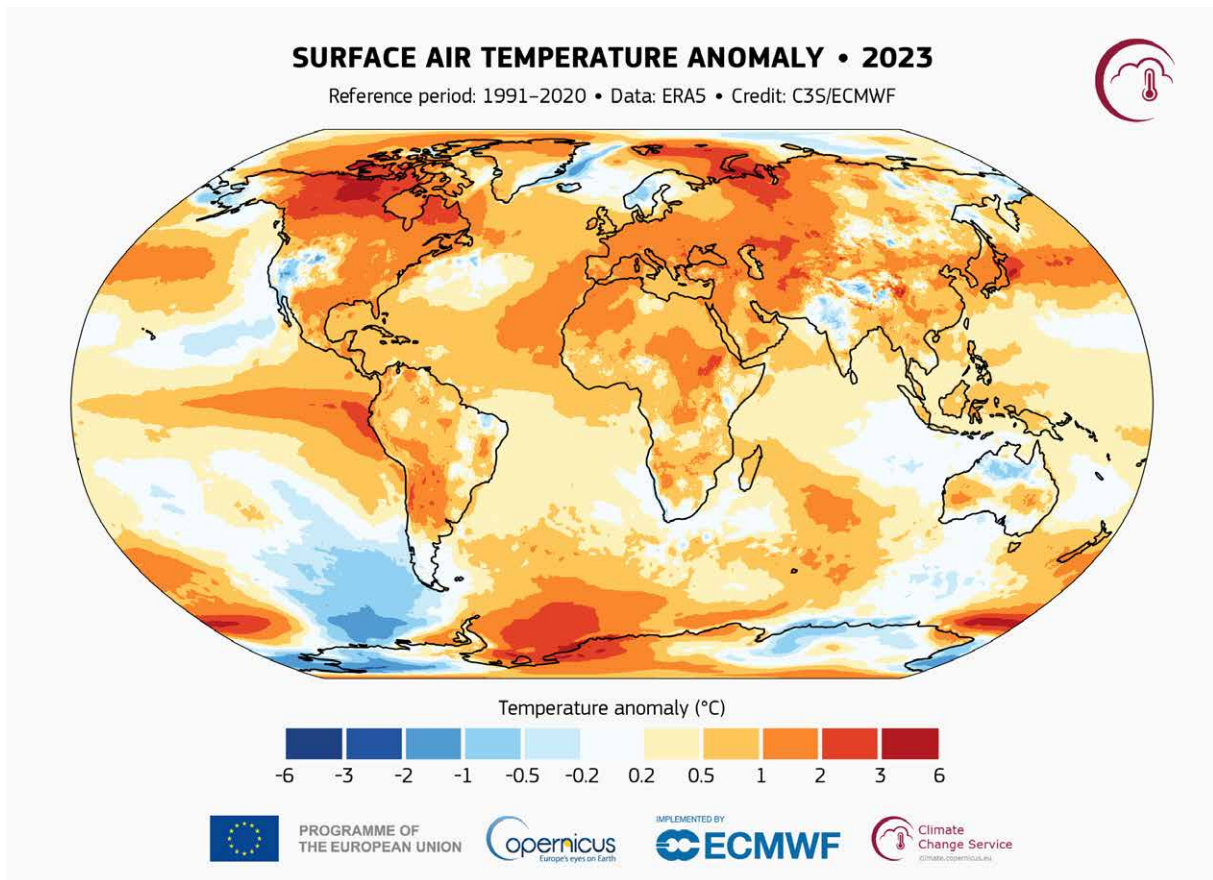 SURFACE AIR TEMPERATURE ANOMALY • 2023
Reference period: 1991–2020 • Data: ERA5 • Credit: C3S/ECMWF
Temperature anomaly (°C)
-6 -3 -2 -1 -0.5 -0.2 0.2 0.5 1 2 3 6
PROGRAMME OF
THE EUROPEAN UNION
opernicus
Europe's eyes on Earth
IMPLEMENTED BY
ECMWF
Climate
Change Service
climate.copernicus.eu